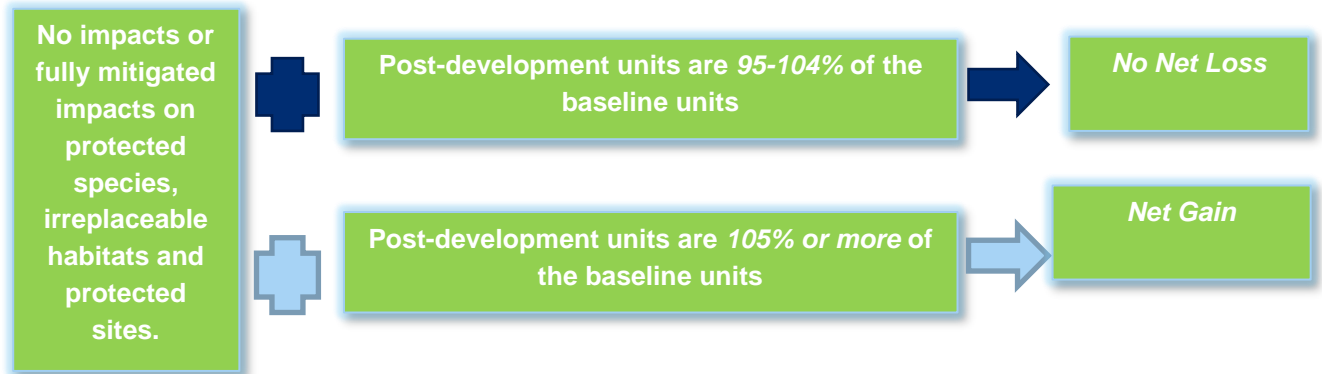 No impacts or
fully mitigated
impacts on
protected
species,
irreplaceable
habitats and
protected
sites.
Post-development units are 95-104% of the
baseline units
No Net Loss
Post-development units are 105% or more of
the baseline units
Net Gain